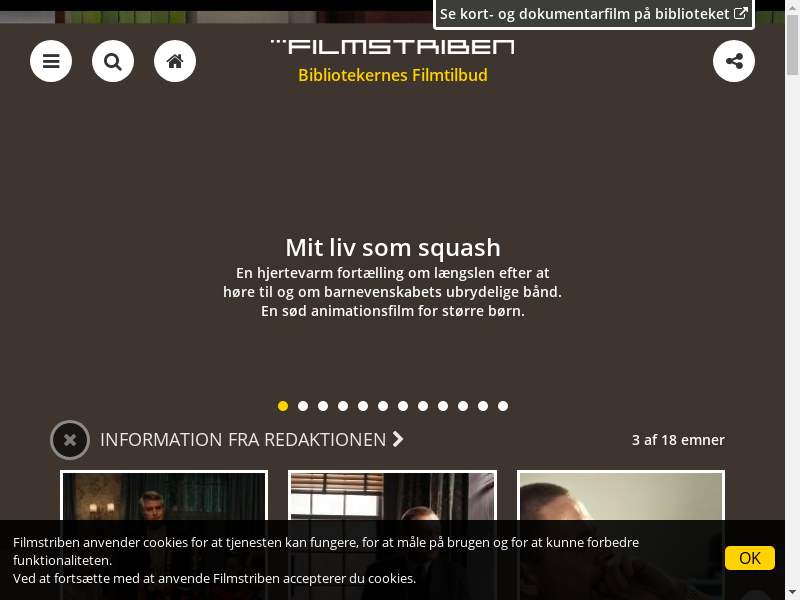 Se kort- og dokumentarfilm på biblioteket
FILMSTRIBEN
Bibliotekernes Filmtilbud
Mit liv som squash
En hjertevarm fortælling om længslen efter at
høre til og om barnevenskabets ubrydelige bånd.
En sød animationsfilm for større børn.
INFORMATION FRA REDAKTIONEN
3 af 18 emner
Filmstriben anvender cookies for at tjenesten kan fungere, for at måle på brugen og for at kunne forbedre
funktionaliteten.
Ved at fortsætte med at anvende Filmstriben accepterer du cookies.
OK